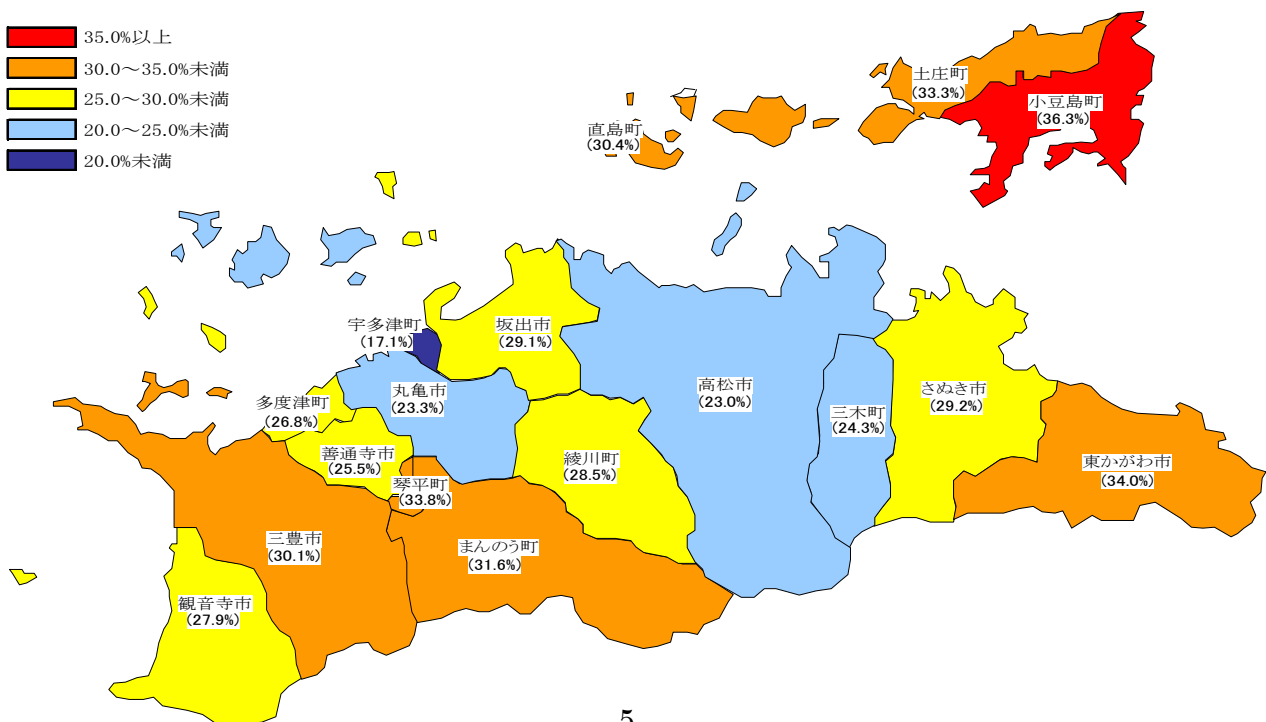 35.0%以上
30.0～35.0%未満
25.0～30.0%未満
20.0～25.0%未満
20.0%未満
土庄町
(33.3%)
小豆島町
(36.3%)
直島町
(30.4%)
宇多津町
(17.1%)
坂出市
(29.1%)
丸亀市
(23.3%)
高松市
(23.0%)
三木町
(24.3%)
さぬき市
(29.2%)
多度津町
(26.8%)
善通寺市
(25.5%)
綾川町
(28.5%)
東かがわ市
(34.0%)
琴平町
(33.8%)
三豊市
(30.1%)
まんのう町
(31.6%)
観音寺市
(27.9%)
5